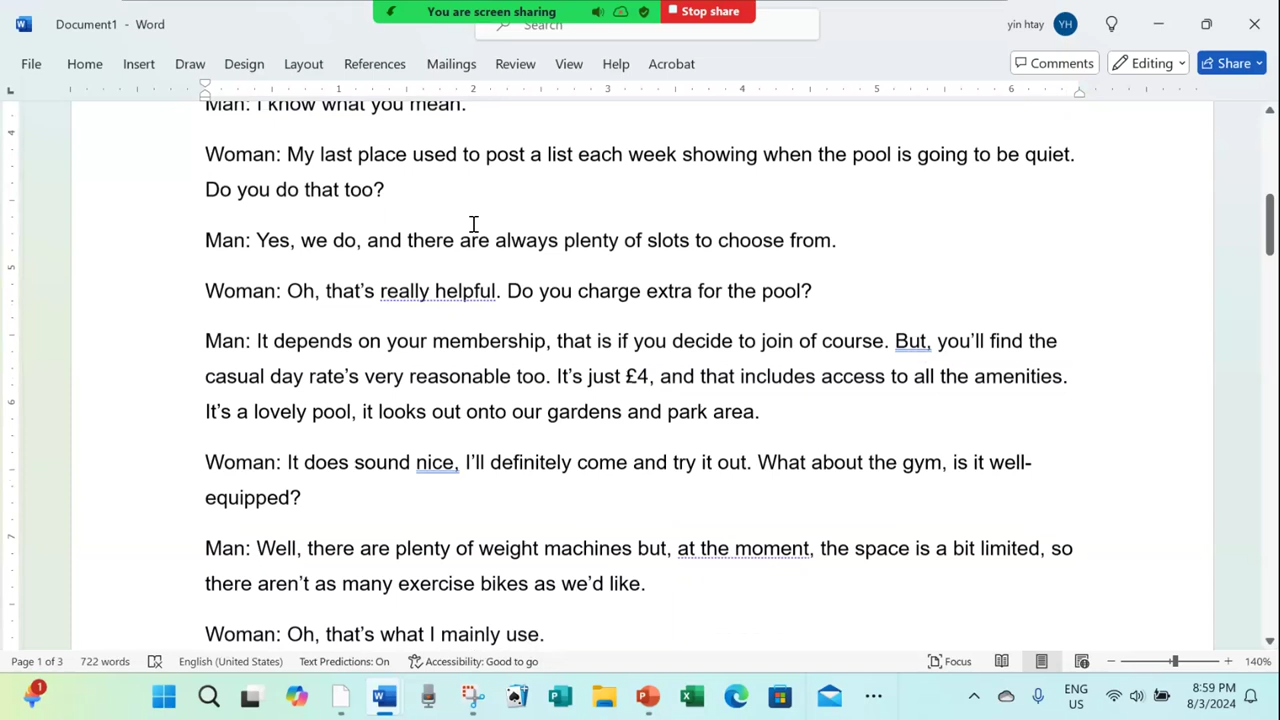 You are screen sharing
Stop share
Document1 - Word
Search
yin htay
YH
File Home Insert Draw Design Layout References Mailings Review View Help Acrobat
Comments
Editing
Share
1 2 3 4 5 6
Man: I know what you mean.
Woman: My last place used to post a list each week showing when the pool is going to be quiet.
Do you do that too?
Man: Yes, we do, and there are always plenty of slots to choose from.
Woman: Oh, that’s really helpful. Do you charge extra for the pool?
Man: It depends on your membership, that is if you decide to join of course. But, you’ll find the
casual day rate’s very reasonable too. It’s just £4, and that includes access to all the amenities.
It’s a lovely pool, it looks out onto our gardens and park area.
Woman: It does sound nice, I’ll definitely come and try it out. What about the gym, is it well-
equipped?
Man: Well, there are plenty of weight machines but, at the moment, the space is a bit limited, so
there aren’t as many exercise bikes as we’d like.
Woman: Oh, that’s what I mainly use.
4
5
6
7
Page 1 of 3 722 words English (United States) Text Predictions: On Accessibility: Good to go Focus 140%
1
ENG
US
8:59 PM
8/3/2024